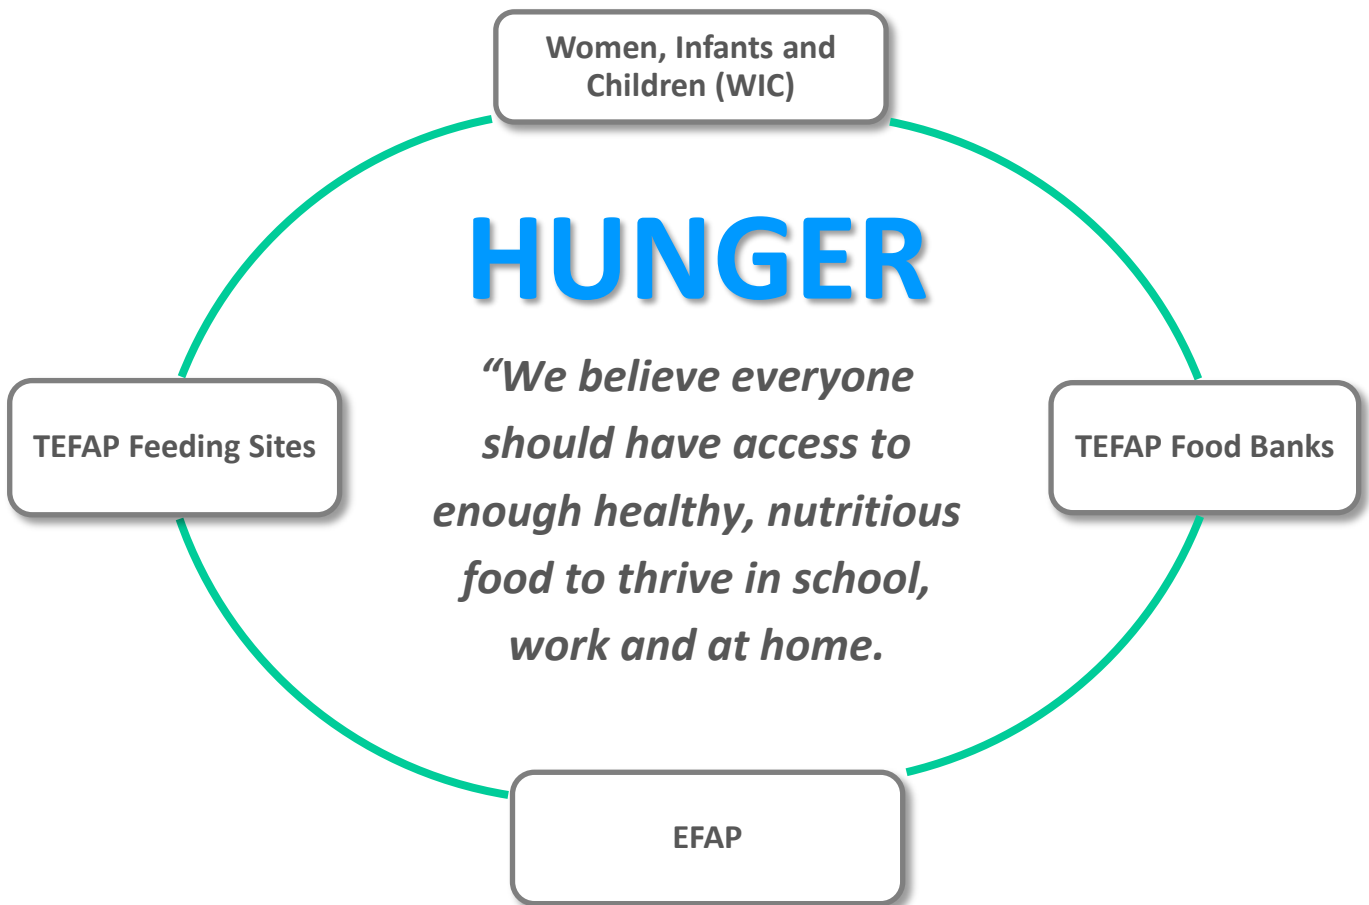 Women, Infants and
Children (WIC)
HUNGER
“We believe everyone
should have access to
enough healthy, nutritious
food to thrive in school,
work and at home.
TEFAP Feeding Sites
TEFAP Food Banks
EFAP